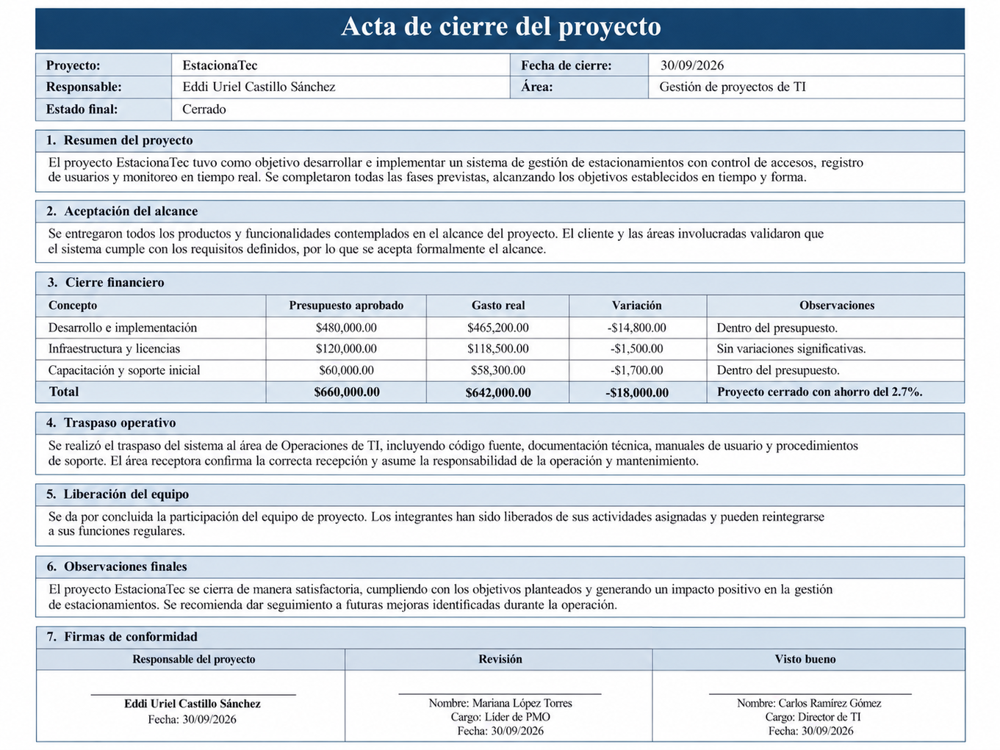 Acta de cierre del proyecto
Proyecto: EstacionaTec Fecha de cierre: 30/09/2026
Responsable: Eddi Uriel Castillo Sánchez Área: Gestión de proyectos de TI
Estado final: Cerrado
1. Resumen del proyecto
El proyecto EstacionaTec tuvo como objetivo desarrollar e implementar un sistema de gestión de estacionamientos con control de accesos, registro
de usuarios y monitoreo en tiempo real. Se completaron todas las fases previstas, alcanzando los objetivos establecidos en tiempo y forma.
2. Aceptación del alcance
Se entregaron todos los productos y funcionalidades contemplados en el alcance del proyecto. El cliente y las áreas involucradas validaron que
el sistema cumple con los requisitos definidos, por lo que se acepta formalmente el alcance.
3. Cierre financiero
Concepto Presupuesto aprobado Gasto real Variación Observaciones
Desarrollo e implementación $480,000.00 $465,200.00 -$14,800.00 Dentro del presupuesto.
Infraestructura y licencias $120,000.00 $118,500.00 -$1,500.00 Sin variaciones significativas.
Capacitación y soporte inicial $60,000.00 $58,300.00 -$1,700.00 Dentro del presupuesto.
Total $660,000.00 $642,000.00 -$18,000.00 Proyecto cerrado con ahorro del 2.7%.
4. Traspaso operativo
Se realizó el traspaso del sistema al área de Operaciones de TI, incluyendo código fuente, documentación técnica, manuales de usuario y procedimientos
de soporte. El área receptora confirma la correcta recepción y asume la responsabilidad de la operación y mantenimiento.
5. Liberación del equipo
Se da por concluida la participación del equipo de proyecto. Los integrantes han sido liberados de sus actividades asignadas y pueden reintegrarse
a sus funciones regulares.
6. Observaciones finales
El proyecto EstacionaTec se cierra de manera satisfactoria, cumpliendo con los objetivos planteados y generando un impacto positivo en la gestión
de estacionamientos. Se recomienda dar seguimiento a futuras mejoras identificadas durante la operación.
7. Firmas de conformidad
Responsable del proyecto Revisión Visto bueno
Eddi Uriel Castillo Sánchez Nombre: Mariana López Torres Nombre: Carlos Ramírez Gómez
Fecha: 30/09/2026 Cargo: Líder de PMO Cargo: Director de TI
Fecha: 30/09/2026 Fecha: 30/09/2026